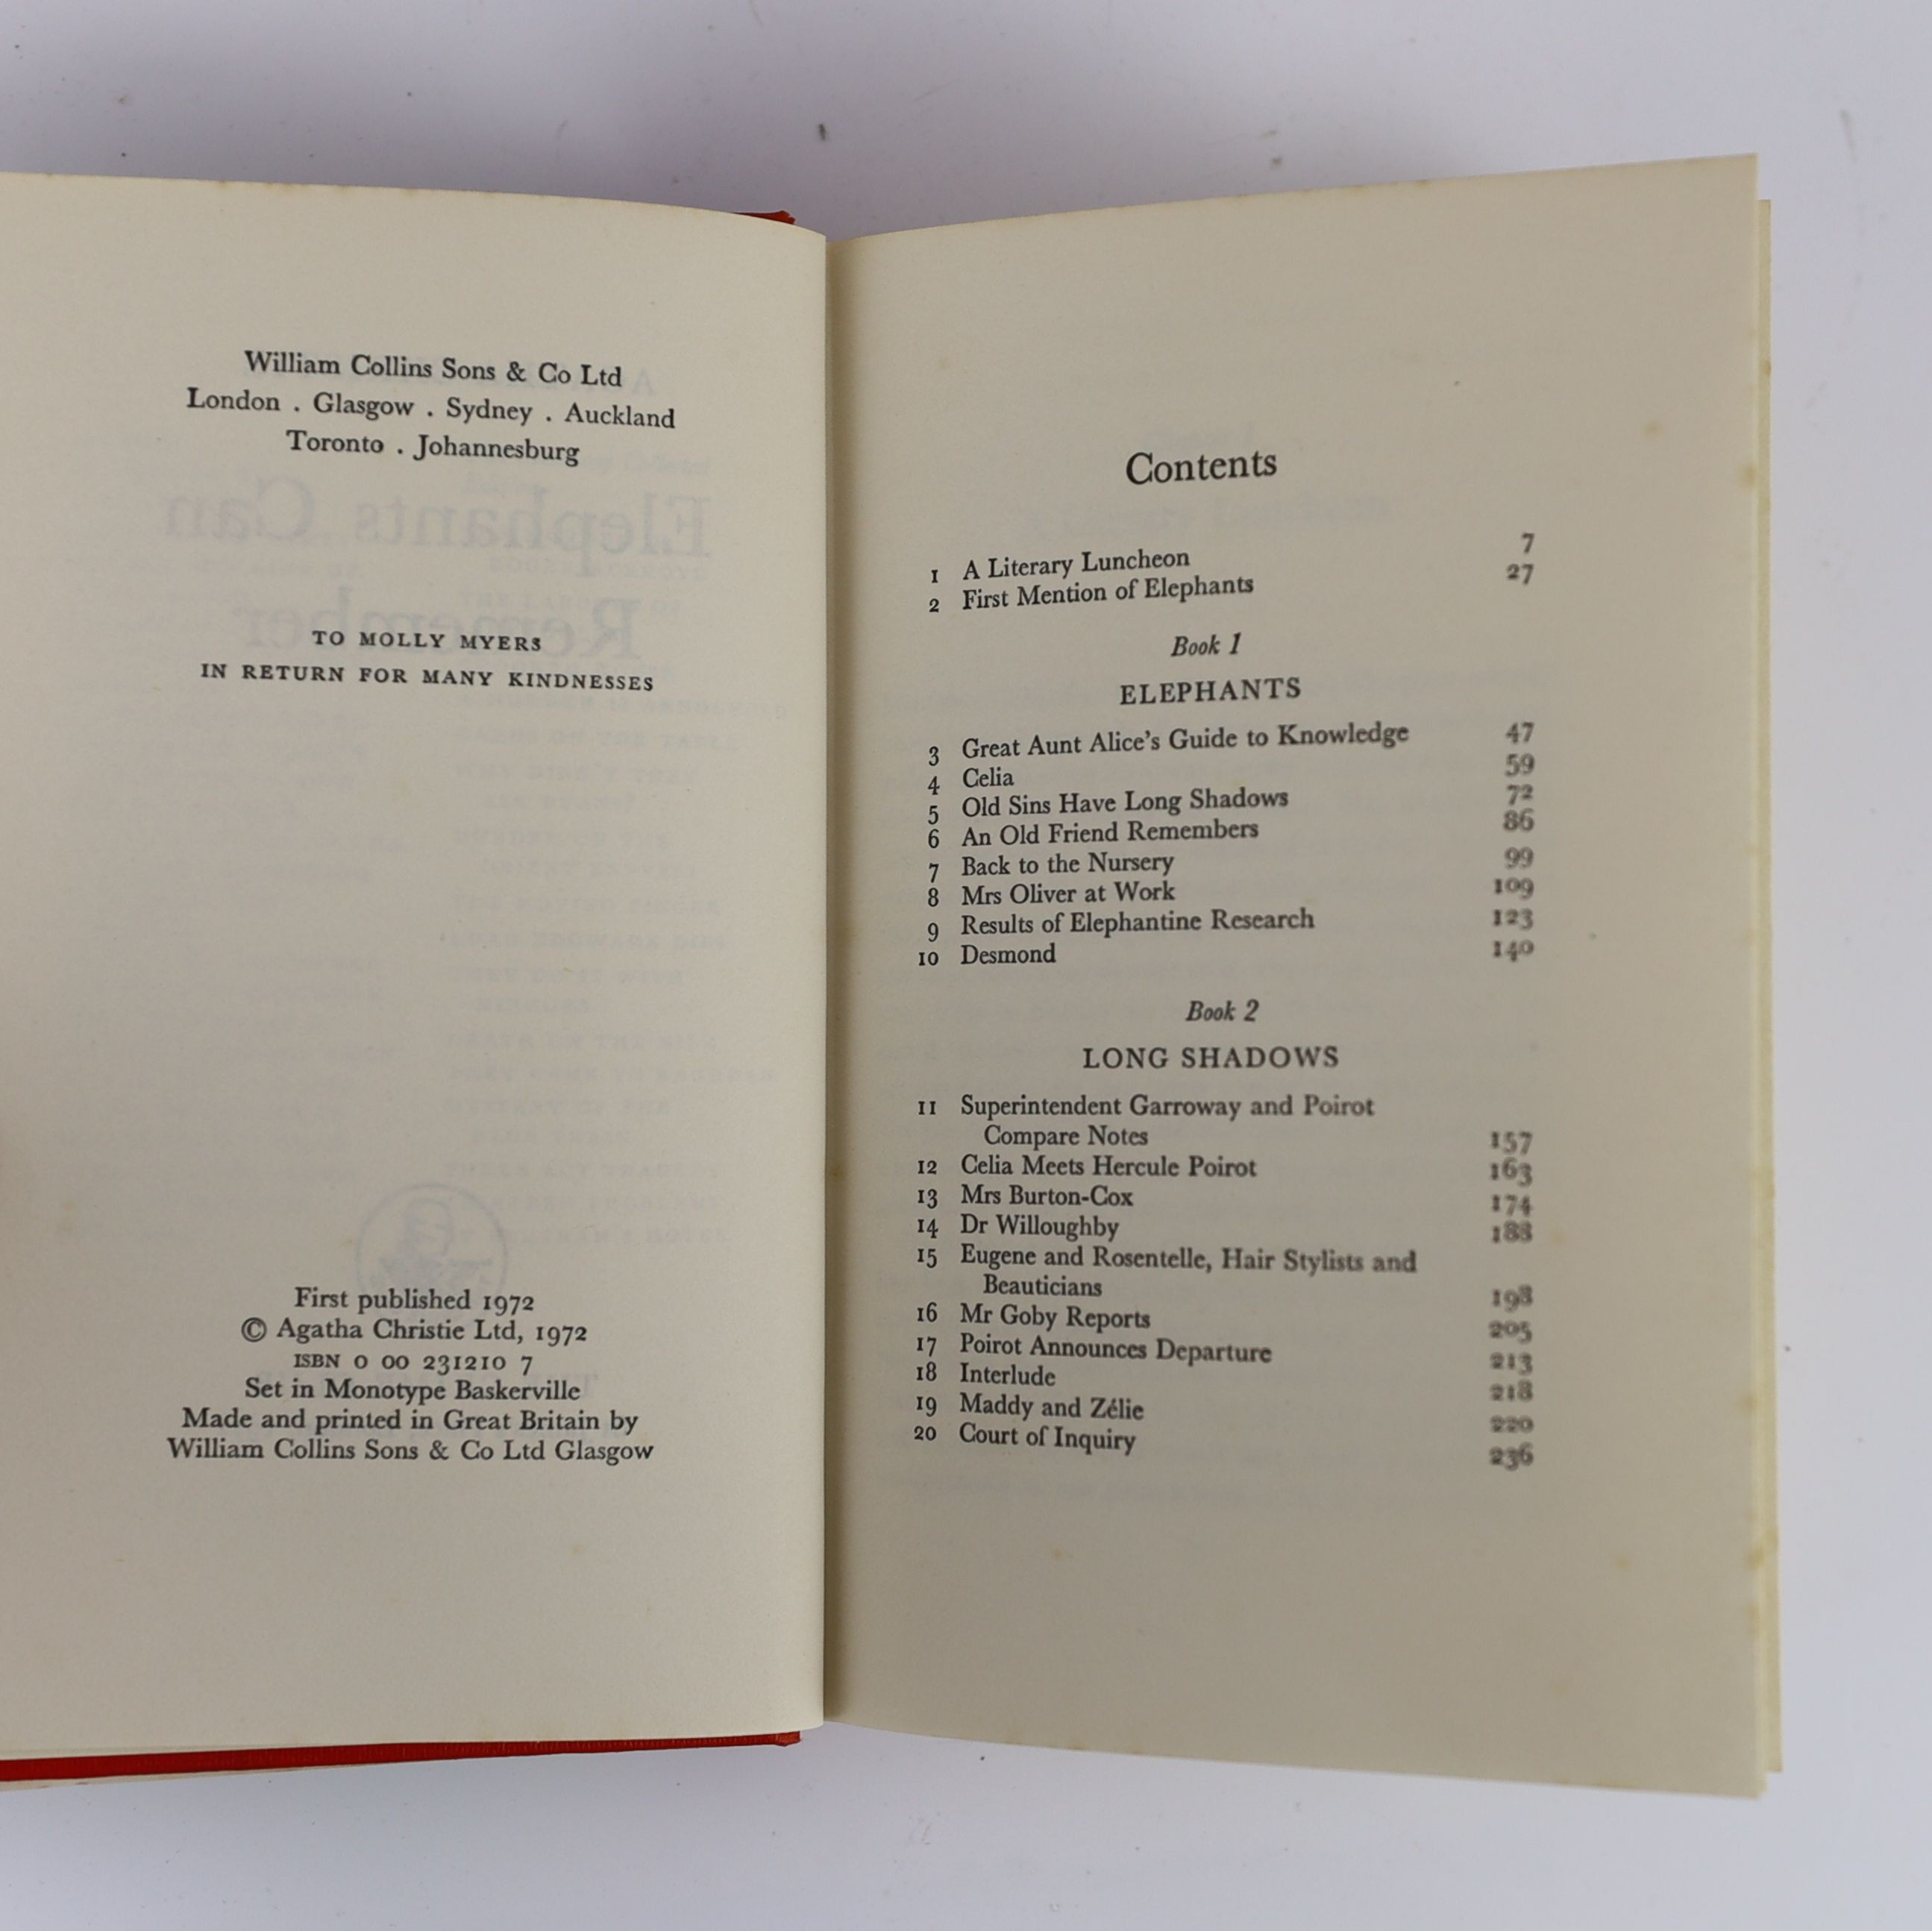 William Collins Sons & Co Ltd
London . Glasgow . Sydney . Auckland
Toronto . Johannesburg
TO MOLLY MYERS
IN RETURN FOR MANY KINDNESSES
First published 1972
© Agatha Christie Ltd, 1972
ISBN 0 00 231210 7
Set in Monotype Baskerville
Made and printed in Great Britain by
William Collins Sons & Co Ltd Glasgow
Contents
1 A Literary Luncheon 7
2 First Mention of Elephants 27
Book 1
ELEPHANTS
3 Great Aunt Alice's Guide to Knowledge 47
4 Celia 59
5 Old Sins Have Long Shadows 72
6 An Old Friend Remembers 86
7 Back to the Nursery 99
8 Mrs Oliver at Work 109
9 Results of Elephantine Research 123
10 Desmond 140
Book 2
LONG SHADOWS
11 Superintendent Garroway and Poirot
Compare Notes 157
12 Celia Meets Hercule Poirot 163
13 Mrs Burton-Cox 174
14 Dr Willoughby 188
15 Eugene and Rosentelle, Hair Stylists and
Beauticians 198
16 Mr Goby Reports 205
17 Poirot Announces Departure 213
18 Interlude 218
19 Maddy and Zélie 220
20 Court of Inquiry 236